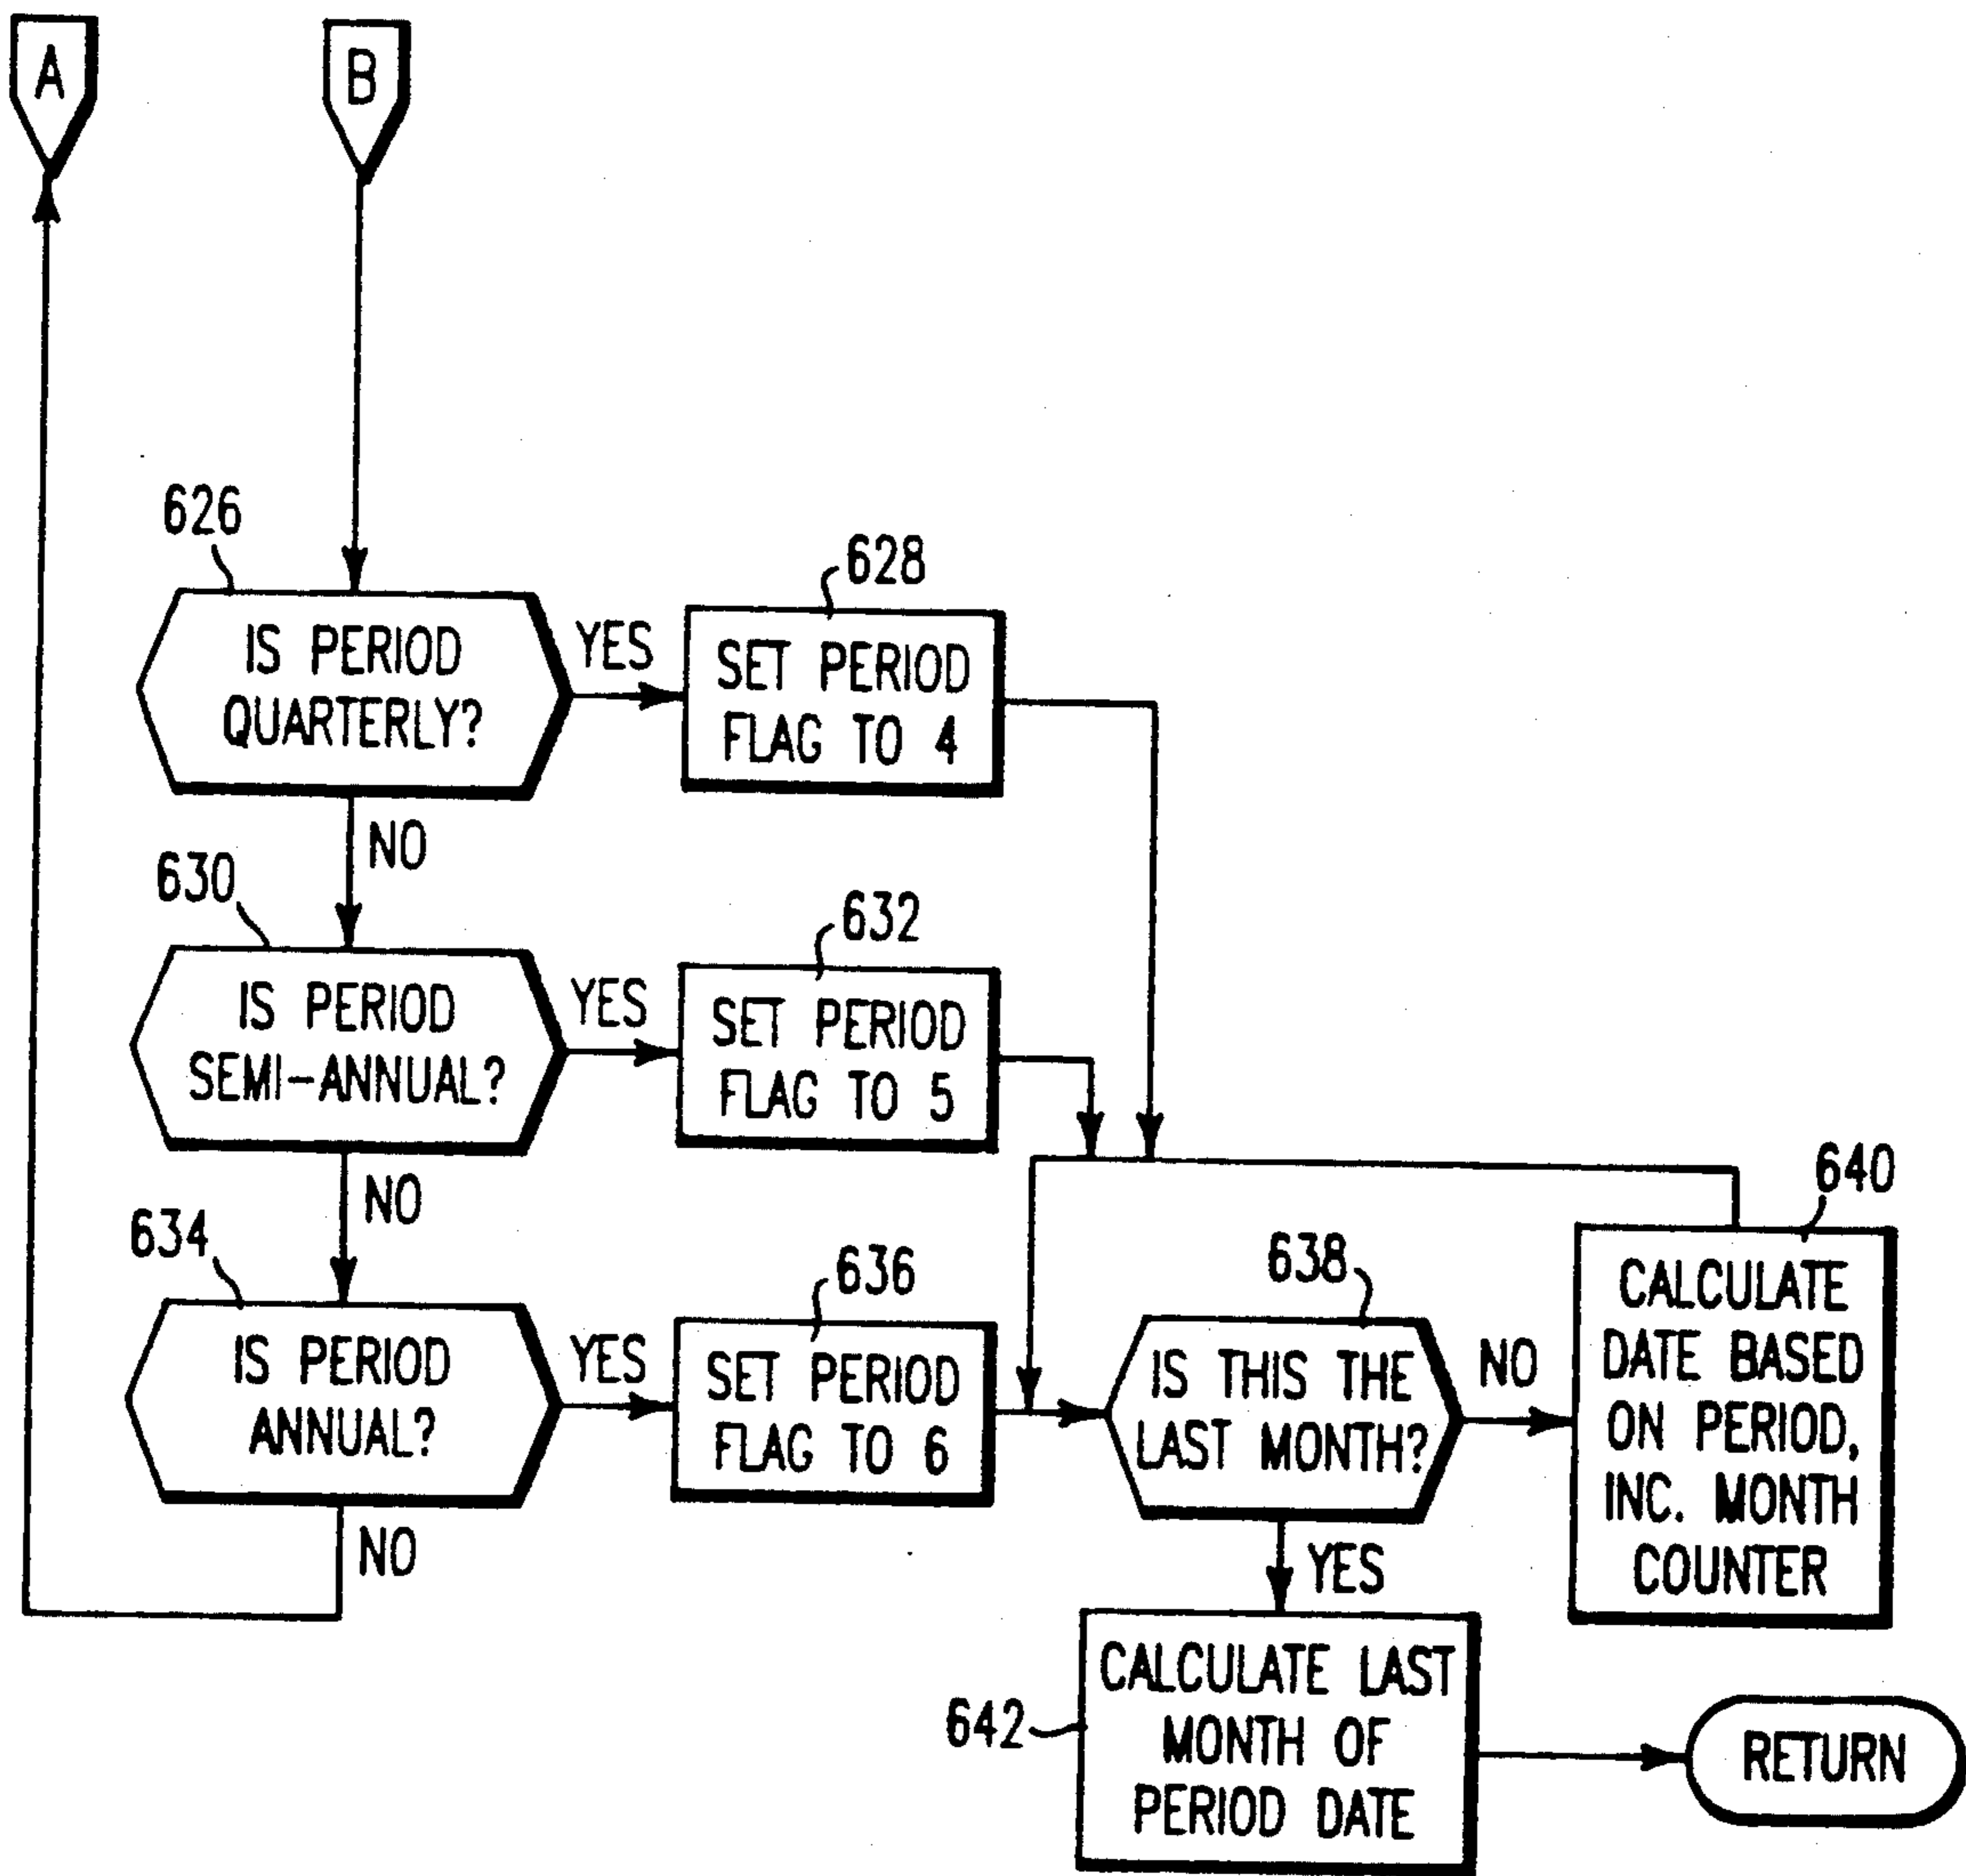 A
B
626
IS PERIOD
QUARTERLY?
YES
628
SET PERIOD
FLAG TO 4
NO
630
IS PERIOD
SEMI-ANNUAL?
YES
632
SET PERIOD
FLAG TO 5
NO
634
IS PERIOD
ANNUAL?
YES
636
SET PERIOD
FLAG TO 6
NO
638
IS THIS THE
LAST MONTH?
NO
640
CALCULATE
DATE BASED
ON PERIOD,
INC. MONTH
COUNTER
YES
642
CALCULATE LAST
MONTH OF
PERIOD DATE
RETURN